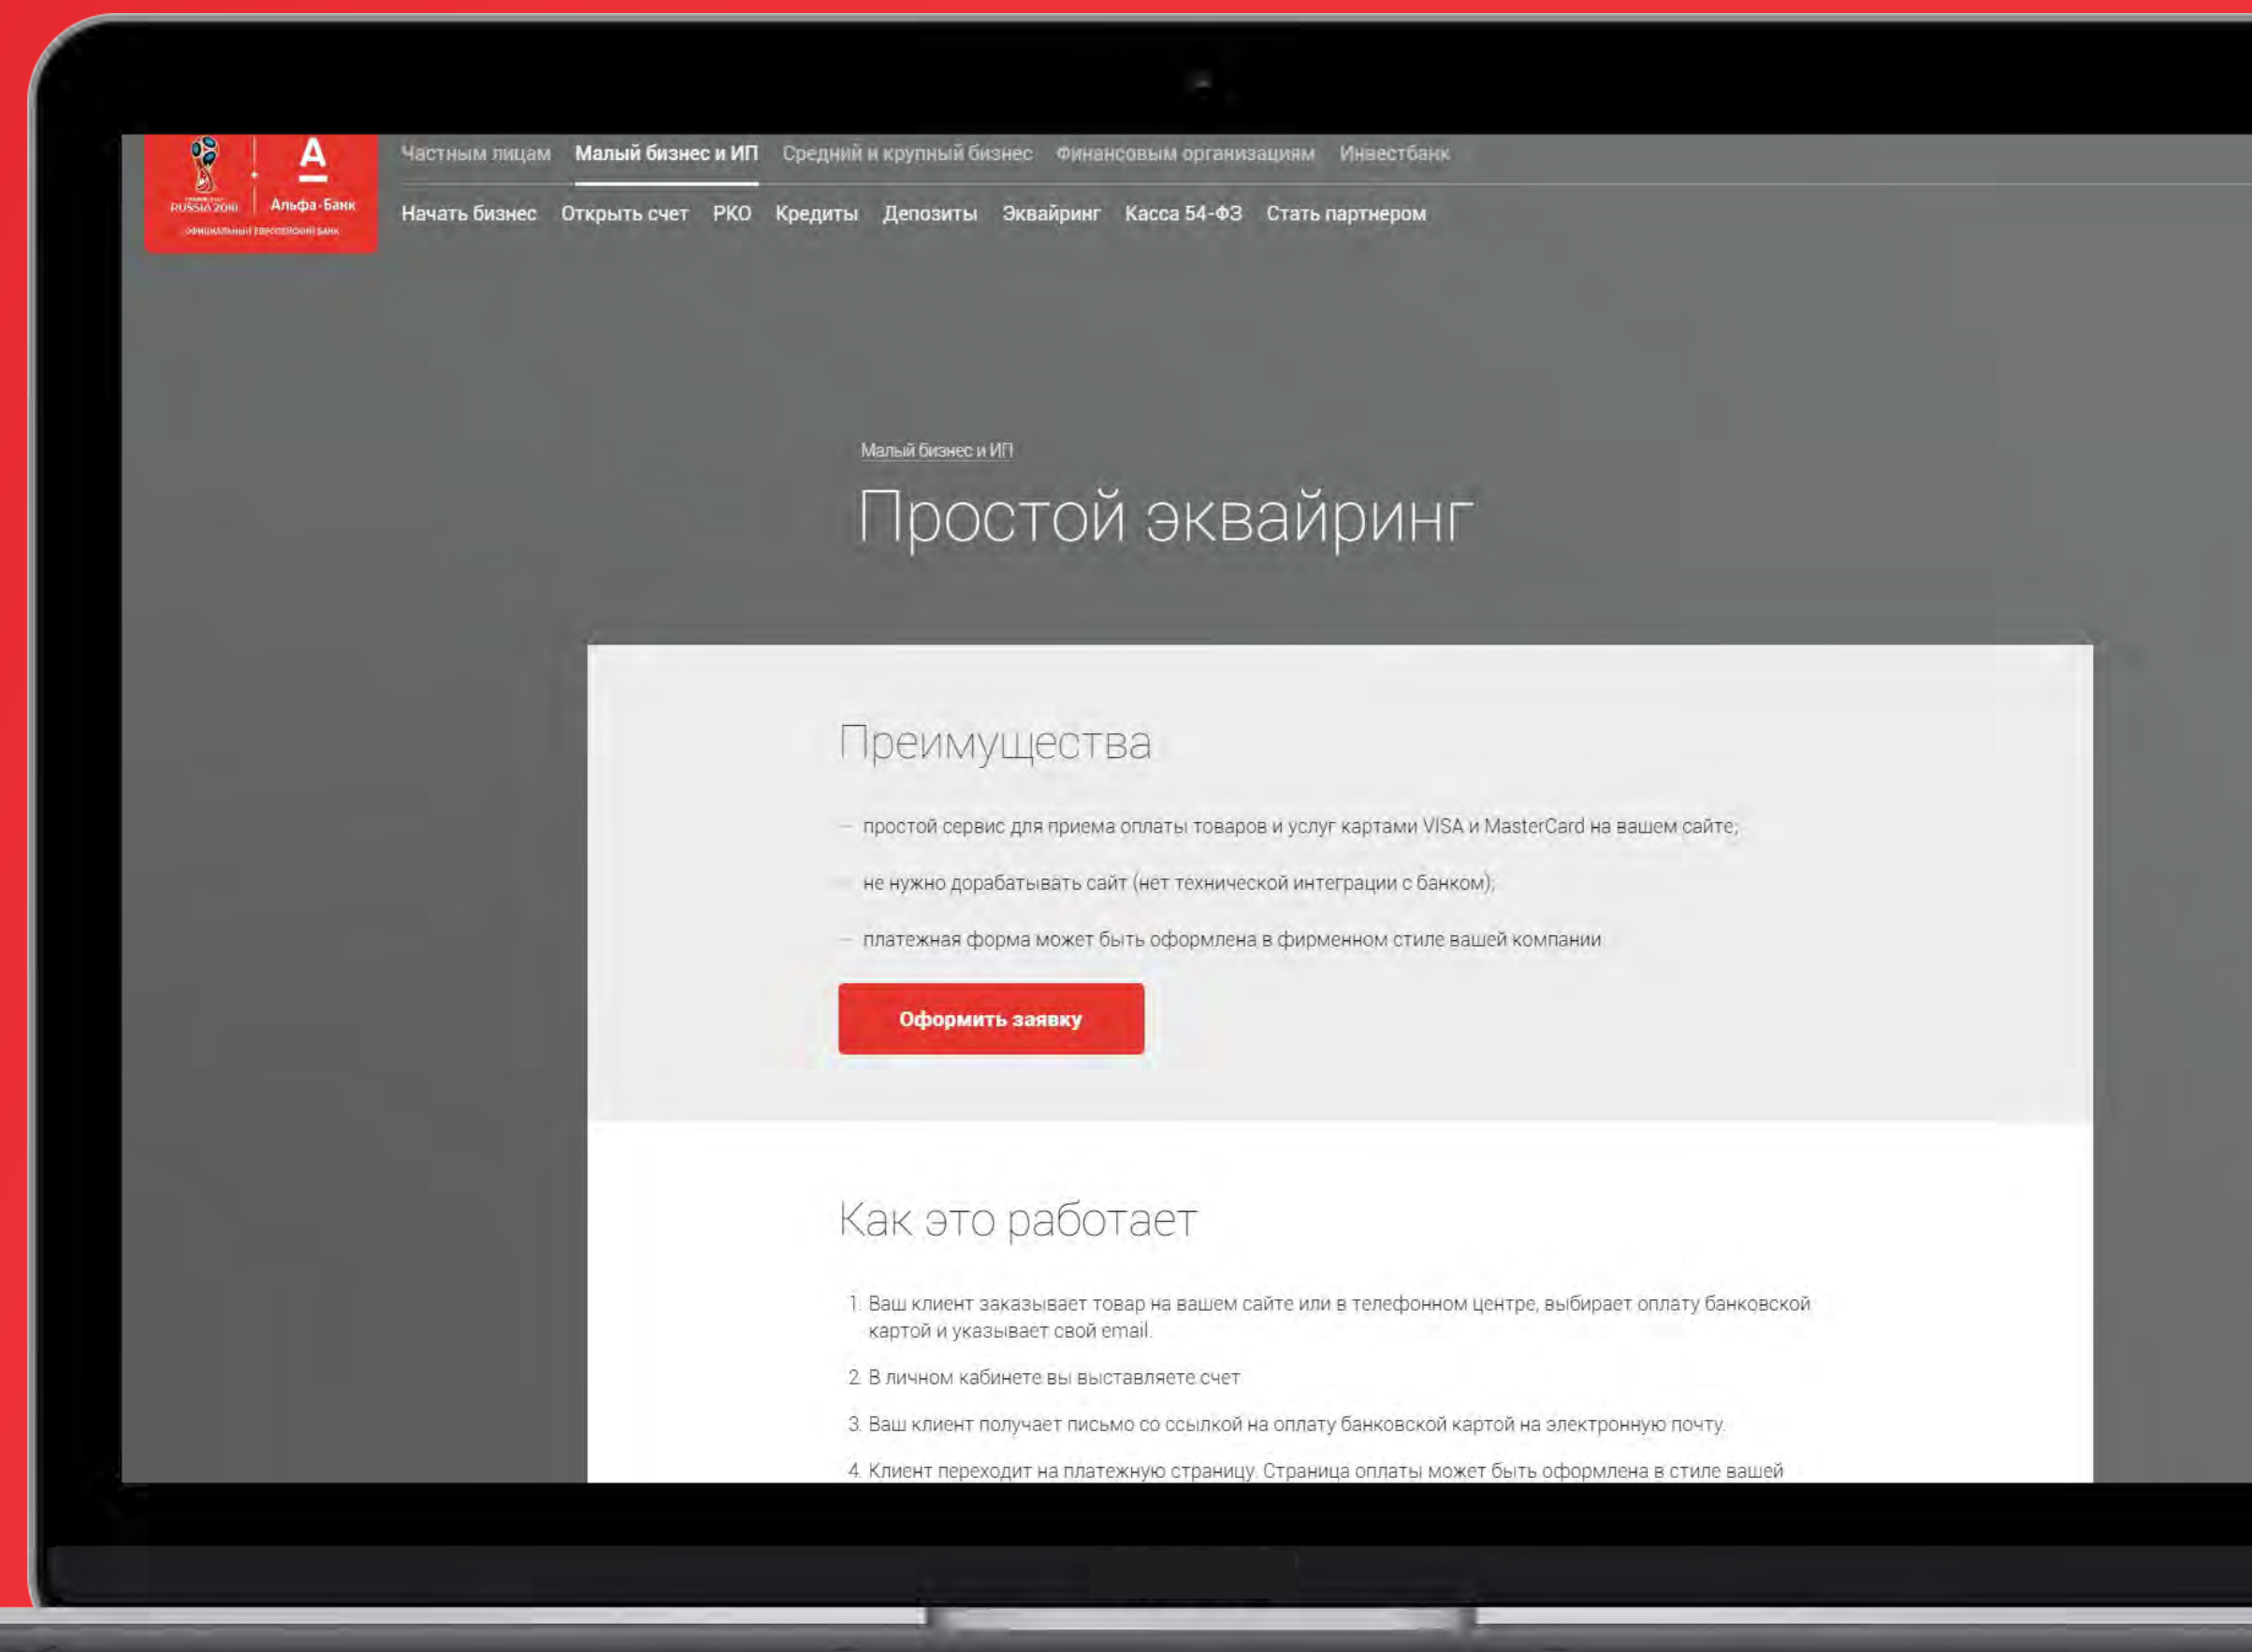 RUSSIA 2018
Альфа-Банк
ОФИЦИАЛЬНЫЙ ЕВРОПЕЙСКИЙ БАНК
Частным лицам Малый бизнес и ИП Средний и крупный бизнес Финансовым организациям Инвестбанк
Начать бизнес Открыть счет РКО Кредиты Депозиты Эквайринг Касса 54-ФЗ Стать партнером
Малый бизнес и ИП
Простой эквайринг
Преимущества
— простой сервис для приема оплаты товаров и услуг картами VISA и MasterCard на вашем сайте;
— не нужно дорабатывать сайт (нет технической интеграции с банком);
— платежная форма может быть оформлена в фирменном стиле вашей компании
Оформить заявку
Как это работает
1. Ваш клиент заказывает товар на вашем сайте или в телефонном центре, выбирает оплату банковской
картой и указывает свой email.
2. В личном кабинете вы выставляете счет
3. Ваш клиент получает письмо со ссылкой на оплату банковской картой на электронную почту.
4. Клиент переходит на платежную страницу. Страница оплаты может быть оформлена в стиле вашей